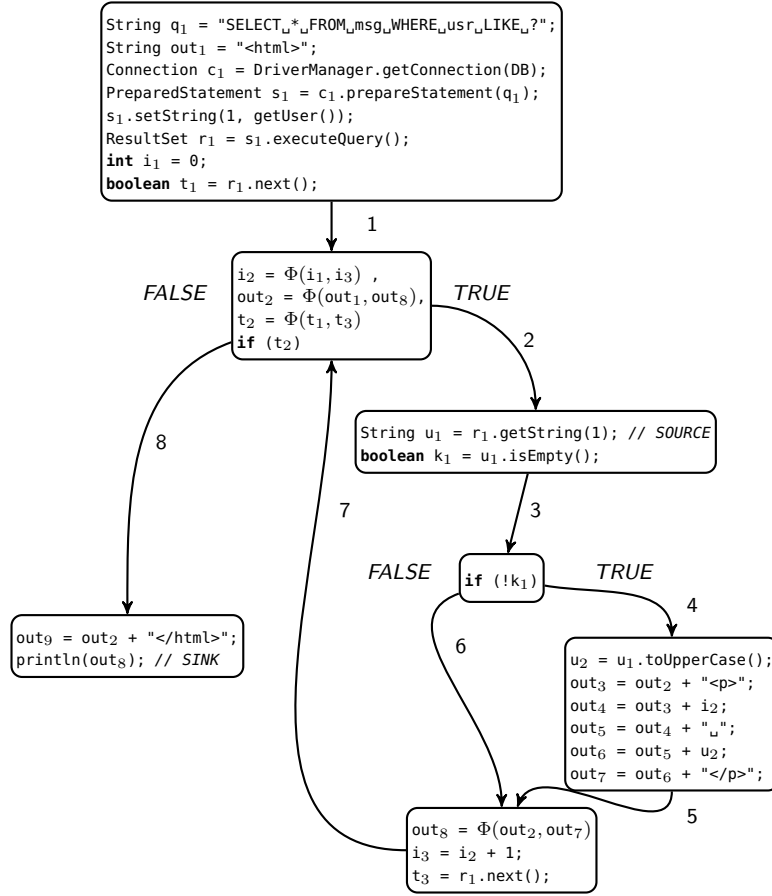 String q₁ = "SELECT␣*␣FROM␣msg␣WHERE␣usr␣LIKE␣?";
String out₁ = "<html>";
Connection c₁ = DriverManager.getConnection(DB);
PreparedStatement s₁ = c₁.prepareStatement(q₁);
s₁.setString(1, getUser());
ResultSet r₁ = s₁.executeQuery();
int i₁ = 0;
boolean t₁ = r₁.next();
1
i₂ = Φ(i₁,i₃) ,
out₂ = Φ(out₁,out₈),
t₂ = Φ(t₁,t₃)
if (t₂)
FALSE
TRUE
2
8
7
String u₁ = r₁.getString(1); // SOURCE
boolean k₁ = u₁.isEmpty();
3
if (!k₁)
FALSE
TRUE
4
6
out₉ = out₂ + "</html>";
println(out₈); // SINK
u₂ = u₁.toUpperCase();
out₃ = out₂ + "<p>";
out₄ = out₃ + i₂;
out₅ = out₄ + "␣";
out₆ = out₅ + u₂;
out₇ = out₆ + "</p>";
5
out₈ = Φ(out₂,out₇)
i₃ = i₂ + 1;
t₃ = r₁.next();